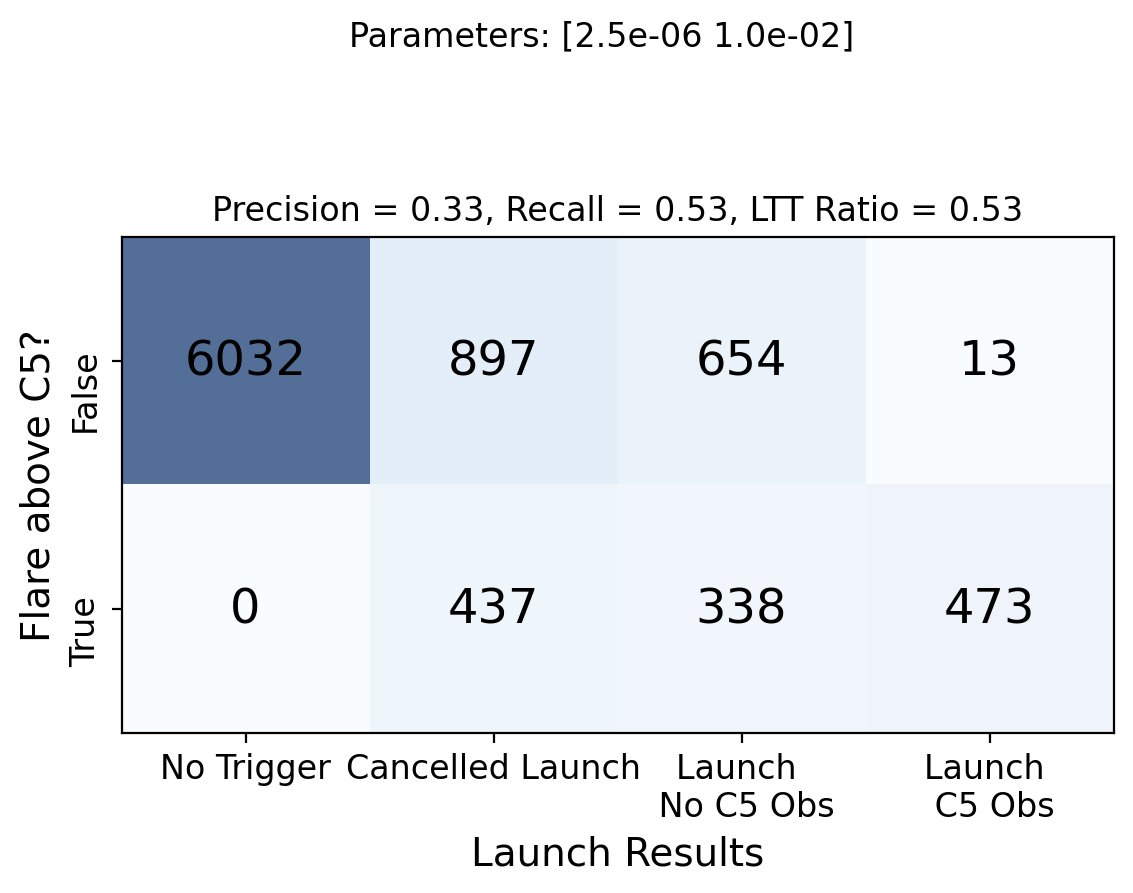 Parameters: [2.5e-06 1.0e-02]
Precision = 0.33, Recall = 0.53, LTT Ratio = 0.53
Flare above C5?
False
6032 897 654 13
True
0 437 338 473
No Trigger Cancelled Launch Launch Launch
No C5 Obs C5 Obs
Launch Results